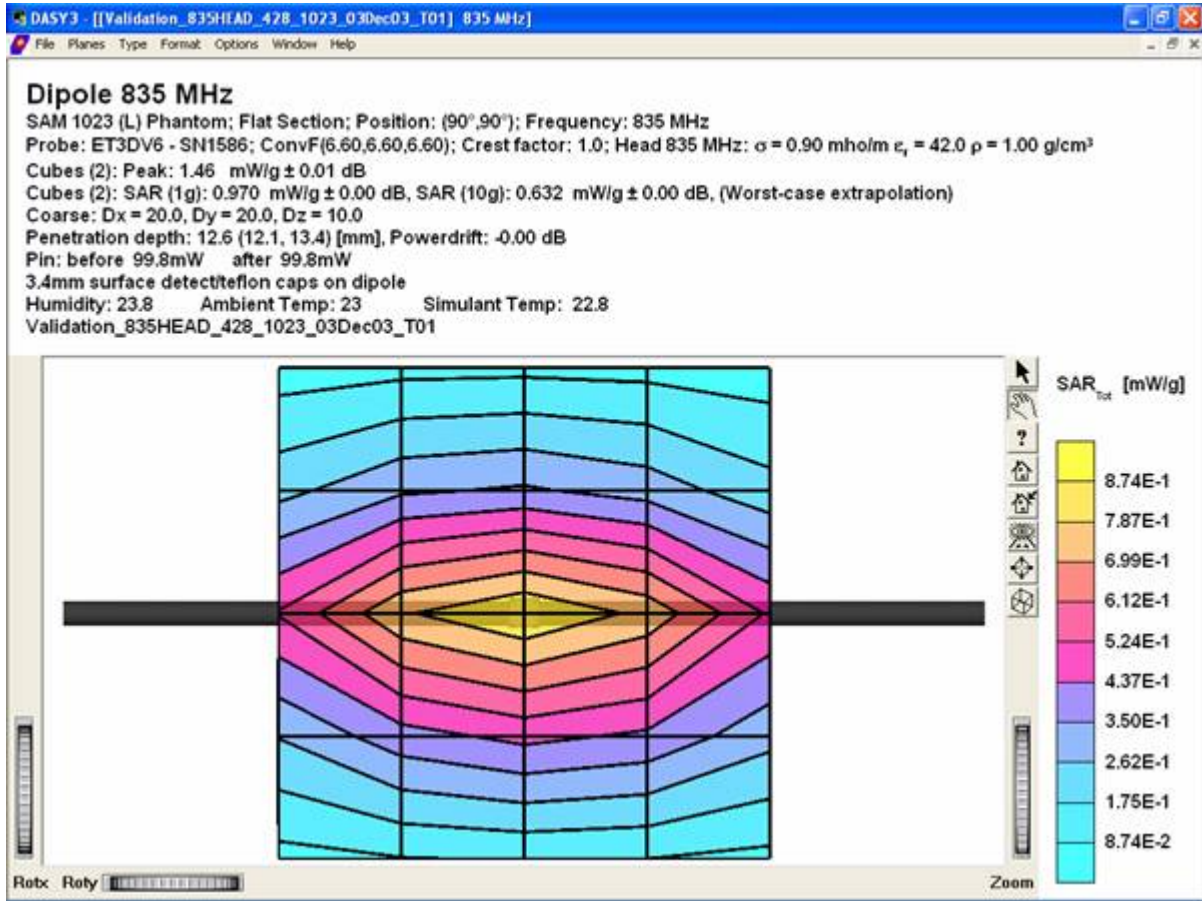 DASY3 - [[Validation_835HEAD_428_1023_03Dec03_T01] 835 MHz]
File Planes Type Format Options Window Help
Dipole 835 MHz
SAM 1023 (L) Phantom; Flat Section; Position: (90°,90°); Frequency: 835 MHz
Probe: ET3DV6 - SN1586; ConvF(6.60,6.60,6.60); Crest factor: 1.0; Head 835 MHz: σ = 0.90 mho/m εr = 42.0 ρ = 1.00 g/cm³
Cubes (2): Peak: 1.46 mW/g ± 0.01 dB
Cubes (2): SAR (1g): 0.970 mW/g ± 0.00 dB, SAR (10g): 0.632 mW/g ± 0.00 dB, (Worst-case extrapolation)
Coarse: Dx = 20.0, Dy = 20.0, Dz = 10.0
Penetration depth: 12.6 (12.1, 13.4) [mm], Powerdrift: -0.00 dB
Pin: before 99.8mW after 99.8mW
3.4mm surface detect/teflon caps on dipole
Humidity: 23.8 Ambient Temp: 23 Simulant Temp: 22.8
Validation_835HEAD_428_1023_03Dec03_T01
SARTot [mW/g]
?
8.74E-1
7.87E-1
6.99E-1
6.12E-1
5.24E-1
4.37E-1
3.50E-1
2.62E-1
1.75E-1
8.74E-2
Rotx Roty Zoom